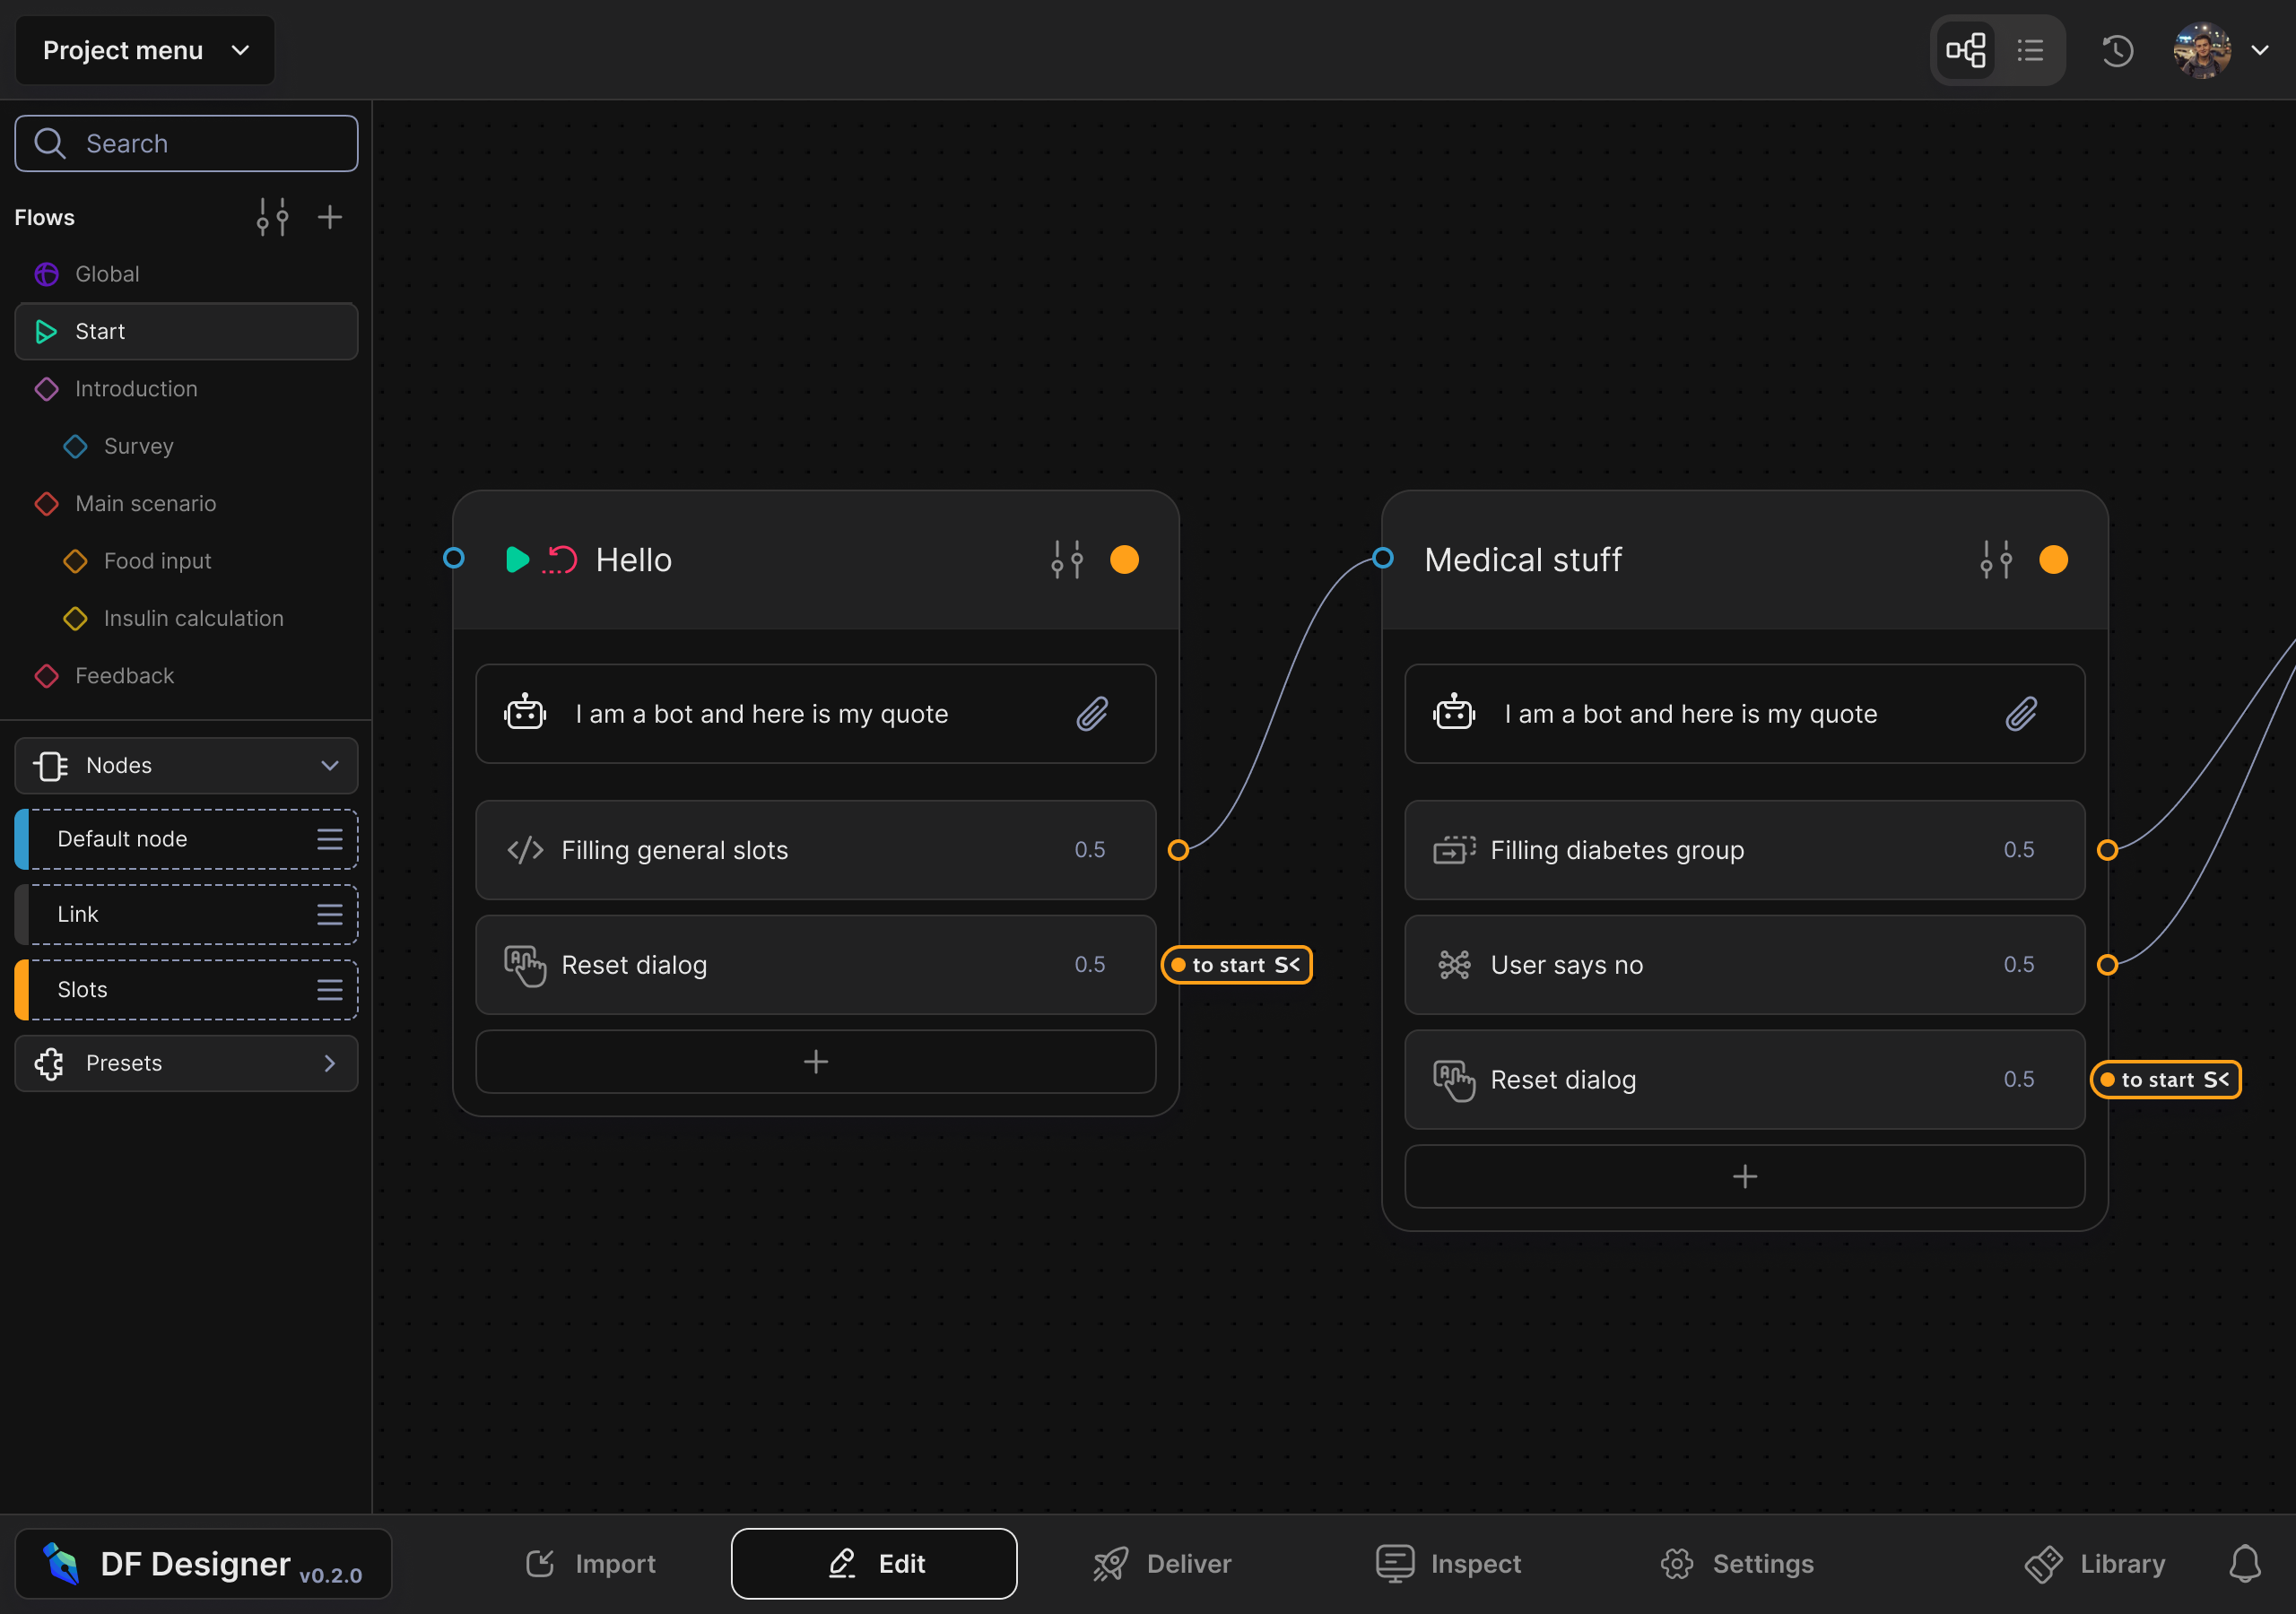 Project menu
Search
Flows
Global
Start
Introduction
Survey
Main scenario
Food input
Insulin calculation
Feedback
Nodes
Default node
Link
Slots
Presets
Hello
I am a bot and here is my quote
Filling general slots 0.5
Reset dialog 0.5
to start S<
Medical stuff
I am a bot and here is my quote
Filling diabetes group 0.5
User says no 0.5
Reset dialog 0.5
to start S<
DF Designer v0.2.0
Import
Edit
Deliver
Inspect
Settings
Library